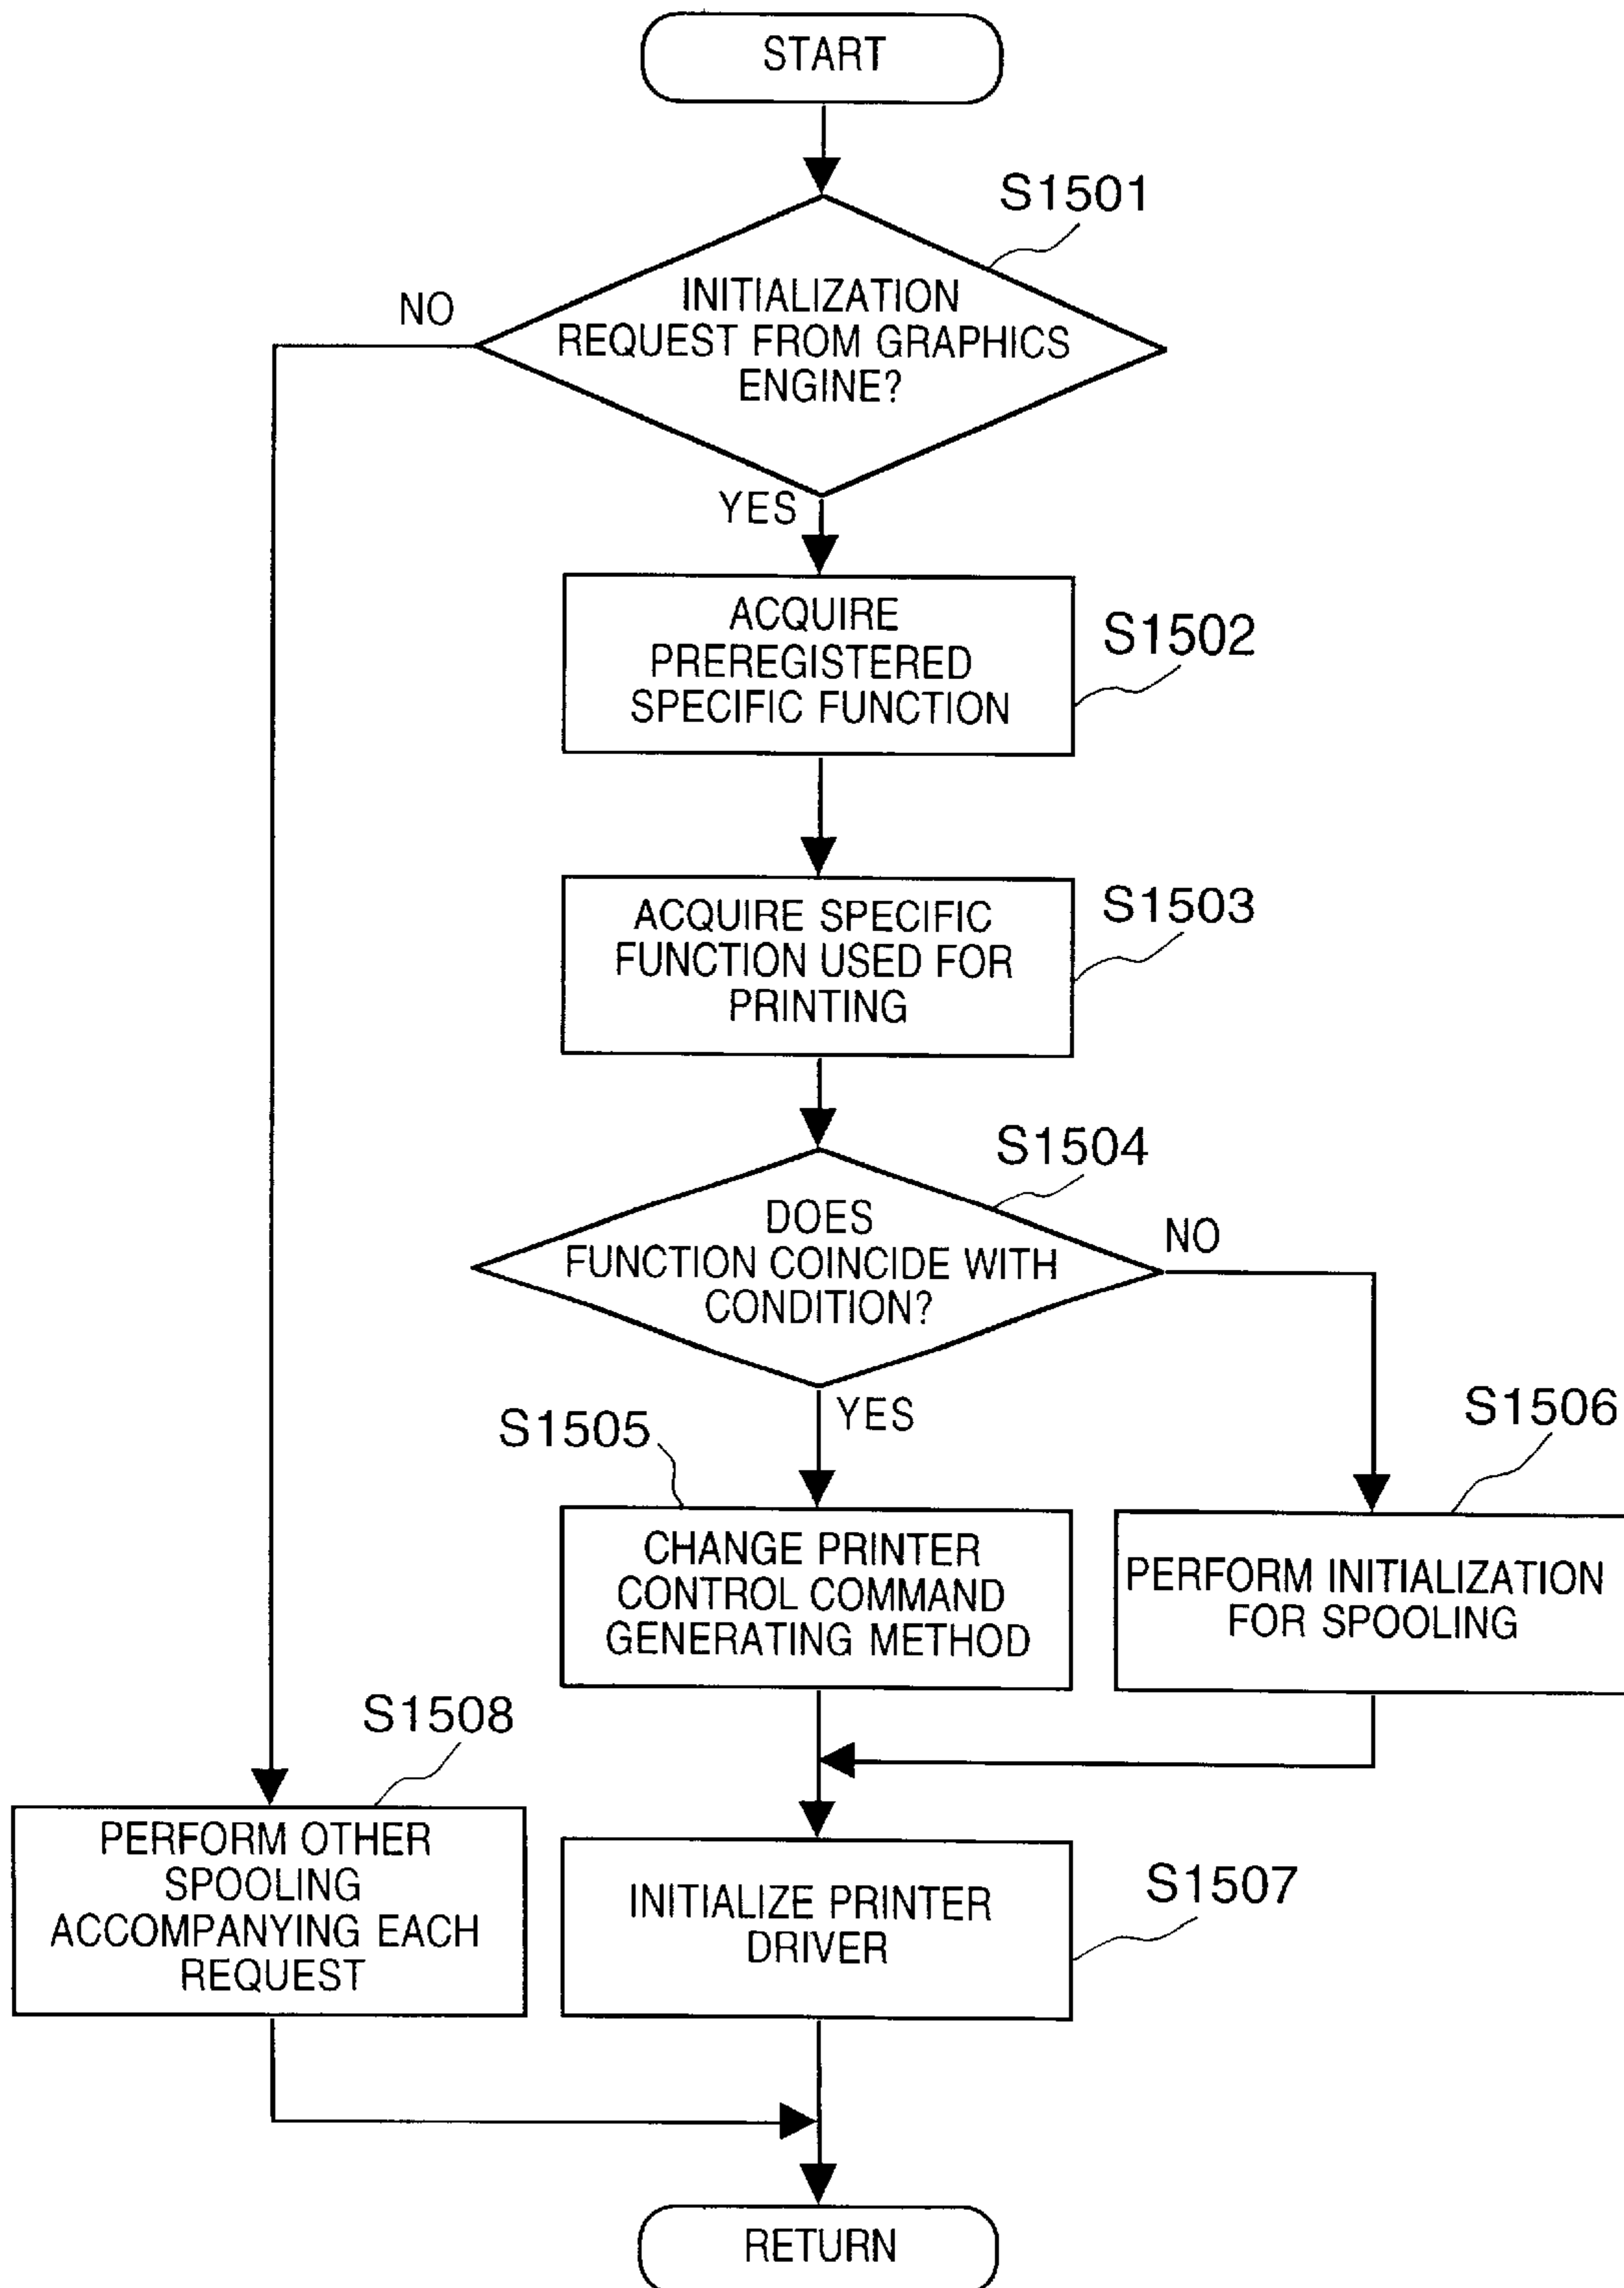 START
S1501
INITIALIZATION
REQUEST FROM GRAPHICS
ENGINE?
NO
YES
ACQUIRE
PREREGISTERED
SPECIFIC FUNCTION
S1502
ACQUIRE SPECIFIC
FUNCTION USED FOR
PRINTING
S1503
S1504
DOES
FUNCTION COINCIDE WITH
CONDITION?
NO
YES
S1505
CHANGE PRINTER
CONTROL COMMAND
GENERATING METHOD
S1506
PERFORM INITIALIZATION
FOR SPOOLING
S1508
PERFORM OTHER
SPOOLING
ACCOMPANYING EACH
REQUEST
INITIALIZE PRINTER
DRIVER
S1507
RETURN